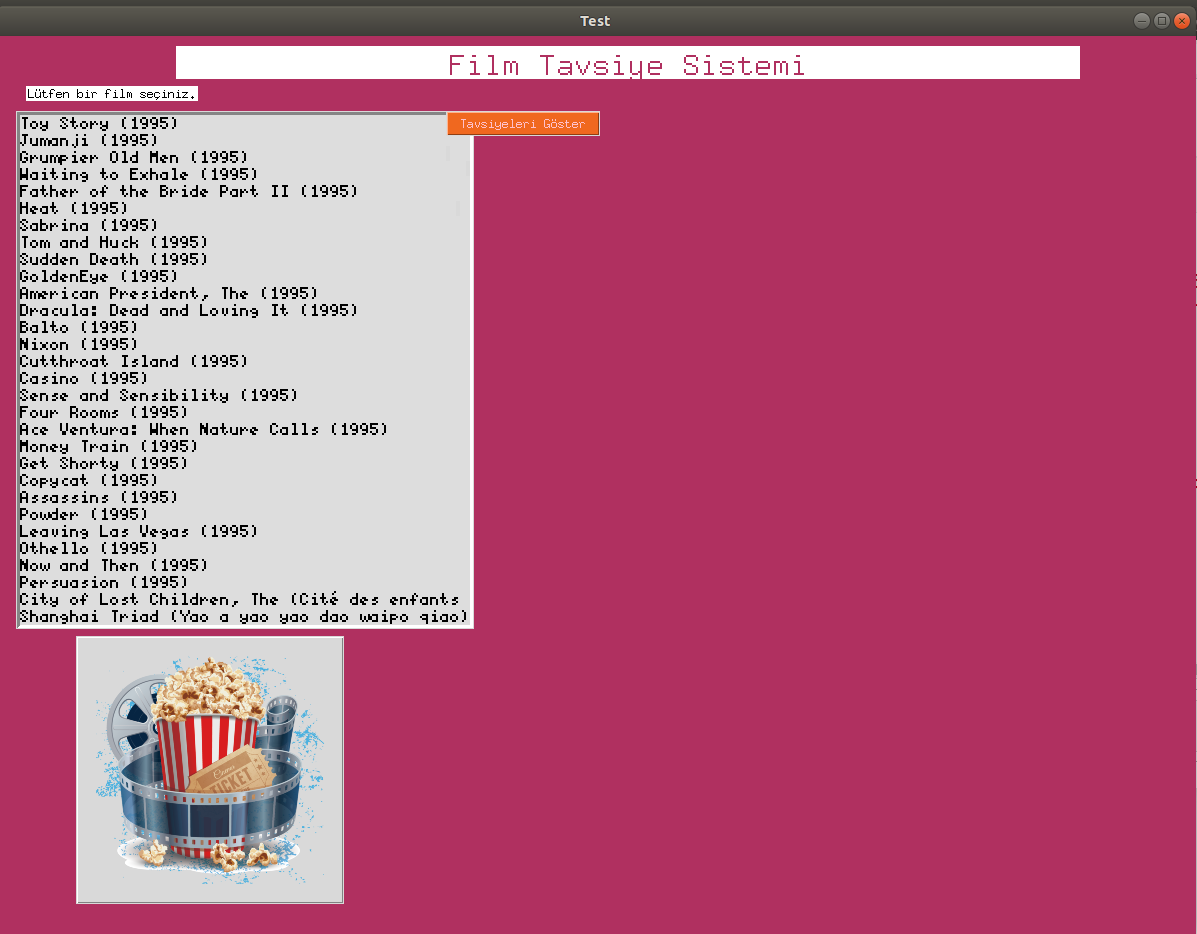 Test
Film Tavsiye Sistemi
Lütfen bir film seçiniz.
Tavsiyeleri Göster
Toy Story (1995)
Jumanji (1995)
Grumpier Old Men (1995)
Waiting to Exhale (1995)
Father of the Bride Part II (1995)
Heat (1995)
Sabrina (1995)
Tom and Huck (1995)
Sudden Death (1995)
GoldenEye (1995)
American President, The (1995)
Dracula: Dead and Loving It (1995)
Balto (1995)
Nixon (1995)
Cutthroat Island (1995)
Casino (1995)
Sense and Sensibility (1995)
Four Rooms (1995)
Ace Ventura: When Nature Calls (1995)
Money Train (1995)
Get Shorty (1995)
Copycat (1995)
Assassins (1995)
Powder (1995)
Leaving Las Vegas (1995)
Othello (1995)
Now and Then (1995)
Persuasion (1995)
City of Lost Children, The (Cité des enfants
Shanghai Triad (Yao a yao yao dao waipo qiao)
TICKET